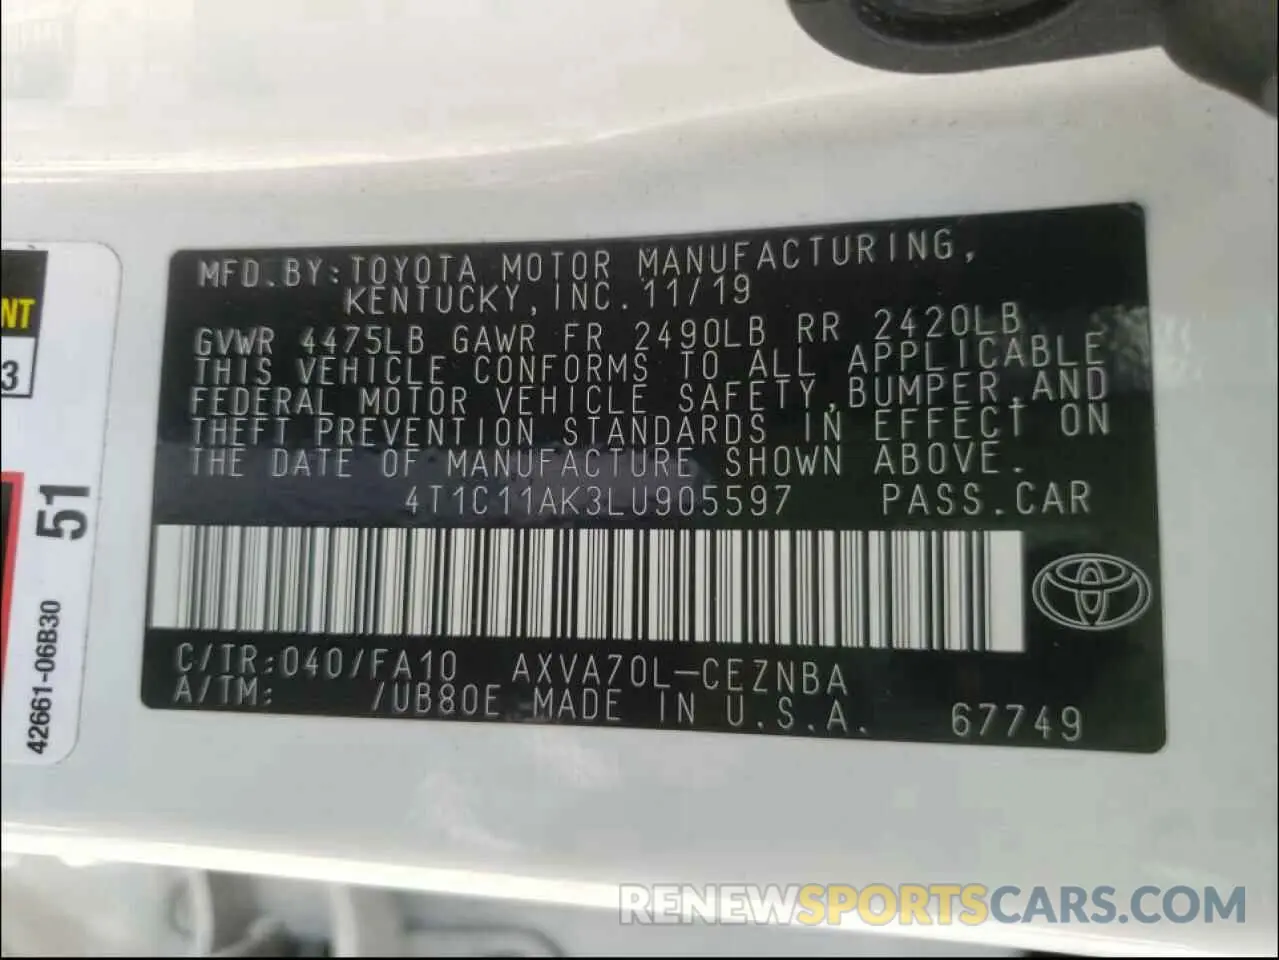 MFD.BY:TOYOTA MOTOR MANUFACTURING,
KENTUCKY,INC.11/19
GVWR 4475LB GAWR FR 2490LB RR 2420LB
THIS VEHICLE CONFORMS TO ALL APPLICABLE
FEDERAL MOTOR VEHICLE SAFETY,BUMPER,AND
THEFT PREVENTION STANDARDS IN EFFECT ON
THE DATE OF MANUFACTURE SHOWN ABOVE.
4T1C11AK3LU905597 PASS.CAR
C/TR:040/FA10 AXVA70L-CEZNBA
A/TM: /UB80E MADE IN U.S.A. 67749
NT
3
51
42661-06B30
RENEWSPORTSCARS.COM